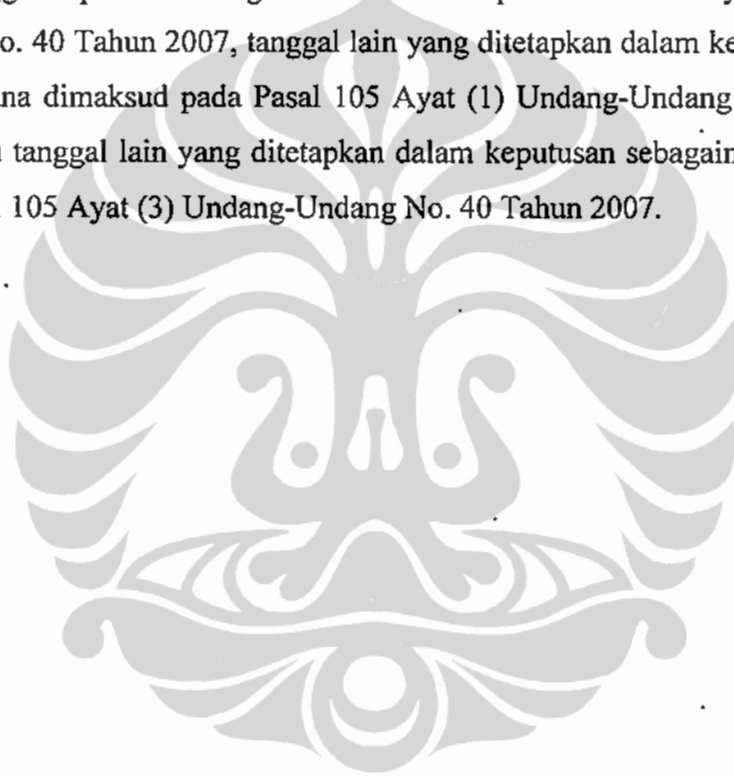 o. 40 Tahun 2007, tanggal lain yang ditetapkan dalam ke
na dimaksud pada Pasal 105 Ayat (1) Undang-Undang
tanggal lain yang ditetapkan dalam keputusan sebagain
105 Ayat (3) Undang-Undang No. 40 Tahun 2007.